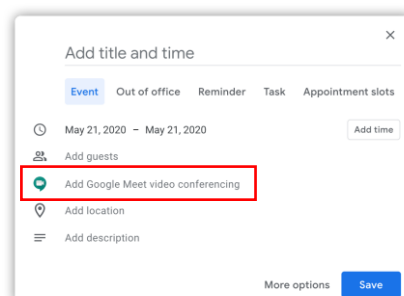 Add title and time
Event Out of office Reminder Task Appointment slots
May 21, 2020 – May 21, 2020 Add time
Add guests
Add Google Meet video conferencing
Add location
Add description
More options Save